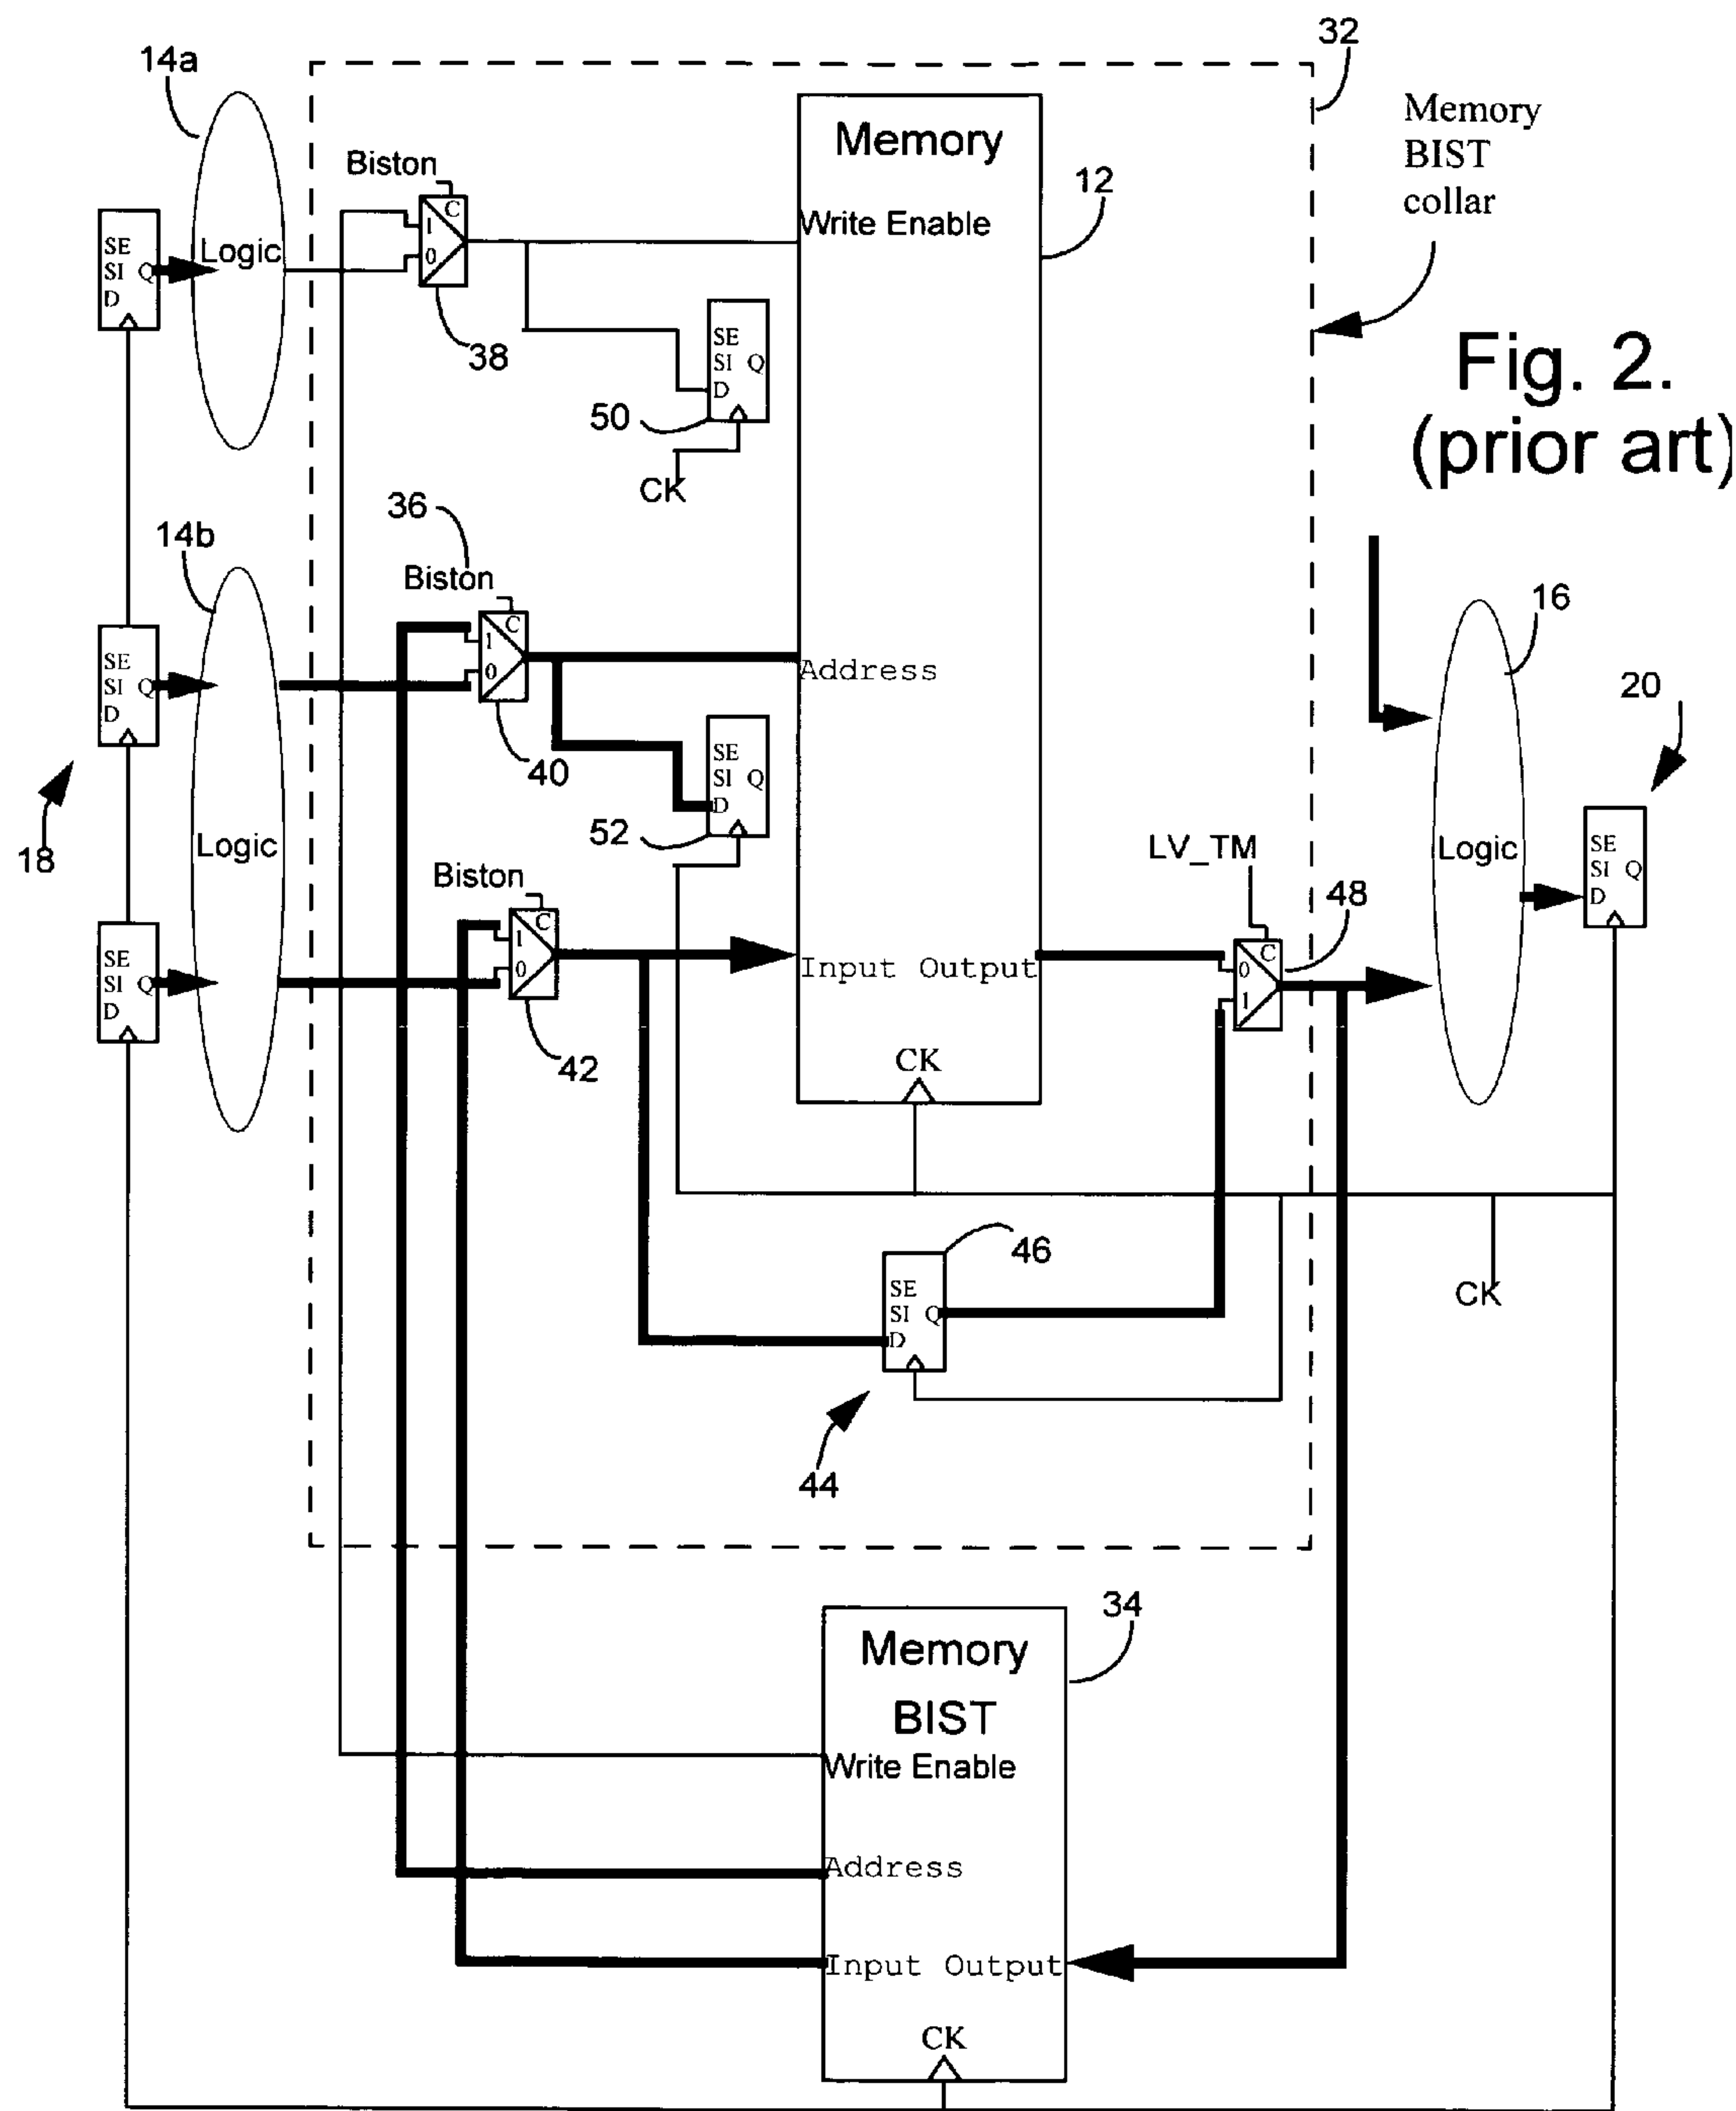 32
14a
Memory
BIST
collar
Memory
Biston
12
C
1
0
Write Enable
Logic
SE
SI Q
D
38
SE
SI Q
D
50
CK
Fig. 2.
(prior art)
36
14b
Biston
C
1
0
Address
16
20
SE
SI Q
D
40
SE
SI Q
D
52
18
Logic
Biston
C
1
0
LV_TM
48
C
0
1
Logic
SE
SI Q
D
Input Output
SE
SI Q
D
42
CK
46
SE
SI Q
D
CK
44
34
Memory
BIST
Write Enable
Address
Input Output
CK